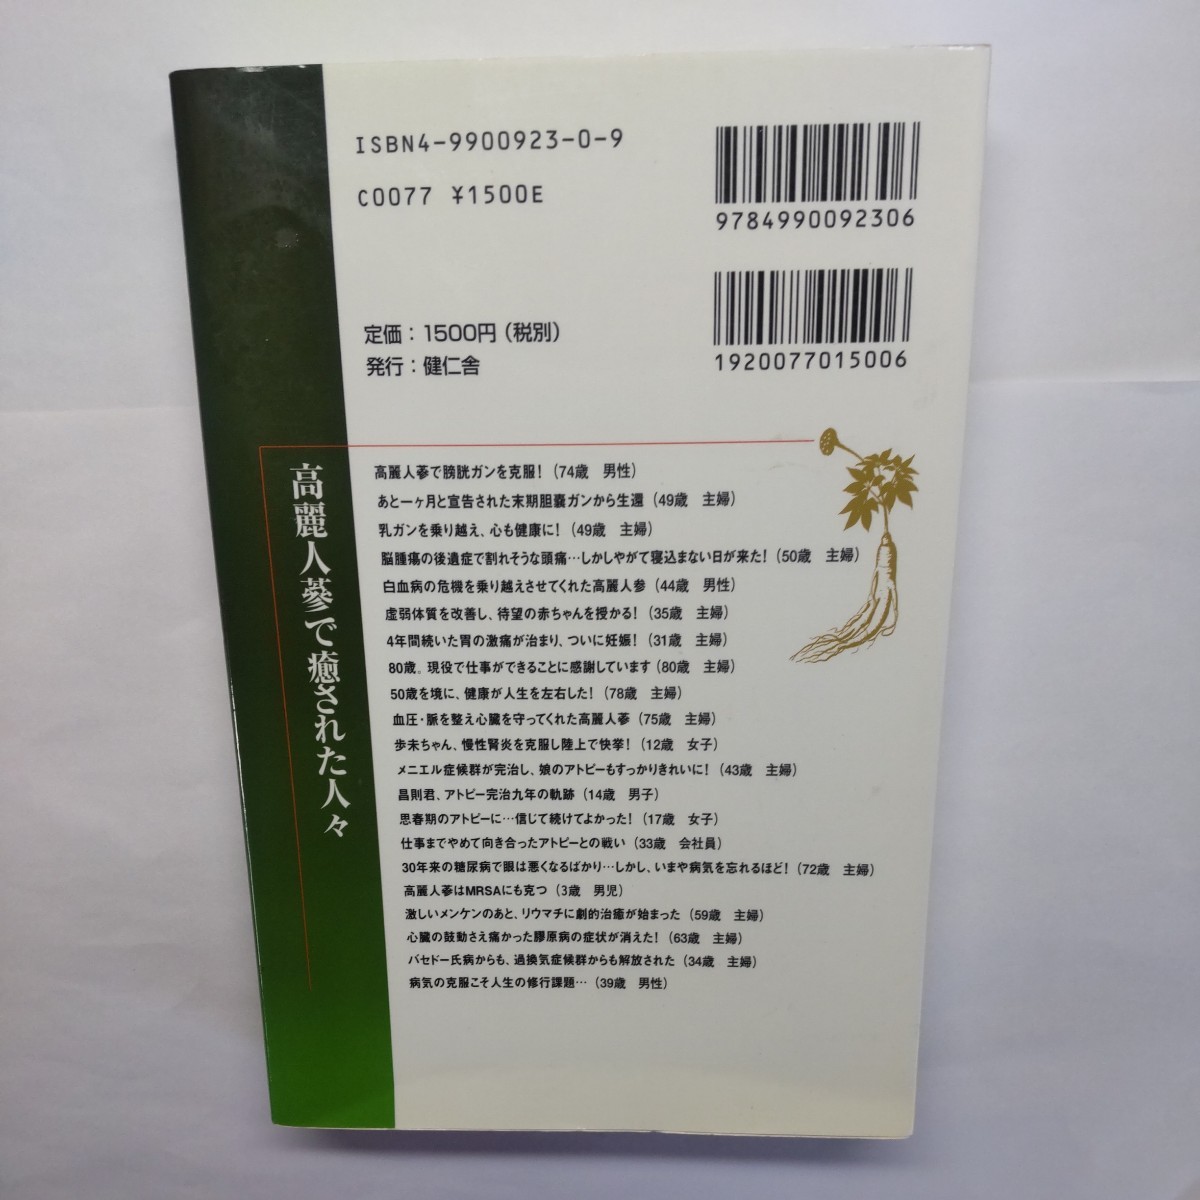 ISBN4-9900923-0-9
C0077 ¥1500E
9784990092306
定価：1500円（税別）
発行：健仁舎
1920077015006
高麗人蔘で癒された人々
高麗人蔘で膀胱ガンを克服！（74歳　男性）
あと一ヶ月と宣告された末期胆嚢ガンから生還（49歳　主婦）
乳ガンを乗り越え、心も健康に！（49歳　主婦）
脳腫瘍の後遺症で割れそうな頭痛…しかしやがて寝込まない日が来た！（50歳　主婦）
白血病の危機を乗り越えさせてくれた高麗人参（44歳　男性）
虚弱体質を改善し、待望の赤ちゃんを授かる！（35歳　主婦）
4年間続いた胃の激痛が治まり、ついに妊娠！（31歳　主婦）
80歳。現役で仕事ができることに感謝しています（80歳　主婦）
50歳を境に、健康が人生を左右した！（78歳　主婦）
血圧・脈を整え心臓を守ってくれた高麗人蔘（75歳　主婦）
歩未ちゃん、慢性腎炎を克服し陸上で快挙！（12歳　女子）
メニエル症候群が完治し、娘のアトピーもすっかりきれいに！（43歳　主婦）
昌則君、アトピー完治九年の軌跡（14歳　男子）
思春期のアトピーに…信じて続けてよかった！（17歳　女子）
仕事までやめて向き合ったアトピーとの戦い（33歳　会社員）
30年来の糖尿病で眼は悪くなるばかり…しかし、いまや病気を忘れるほど！（72歳　主婦）
高麗人蔘はMRSAにも克つ（3歳　男児）
激しいメンケンのあと、リウマチに劇的治癒が始まった（59歳　主婦）
心臓の鼓動さえ痛かった膠原病の症状が消えた！（63歳　主婦）
バセドー氏病からも、過換気症候群からも解放された（34歳　主婦）
病気の克服こそ人生の修行課題…（39歳　男性）